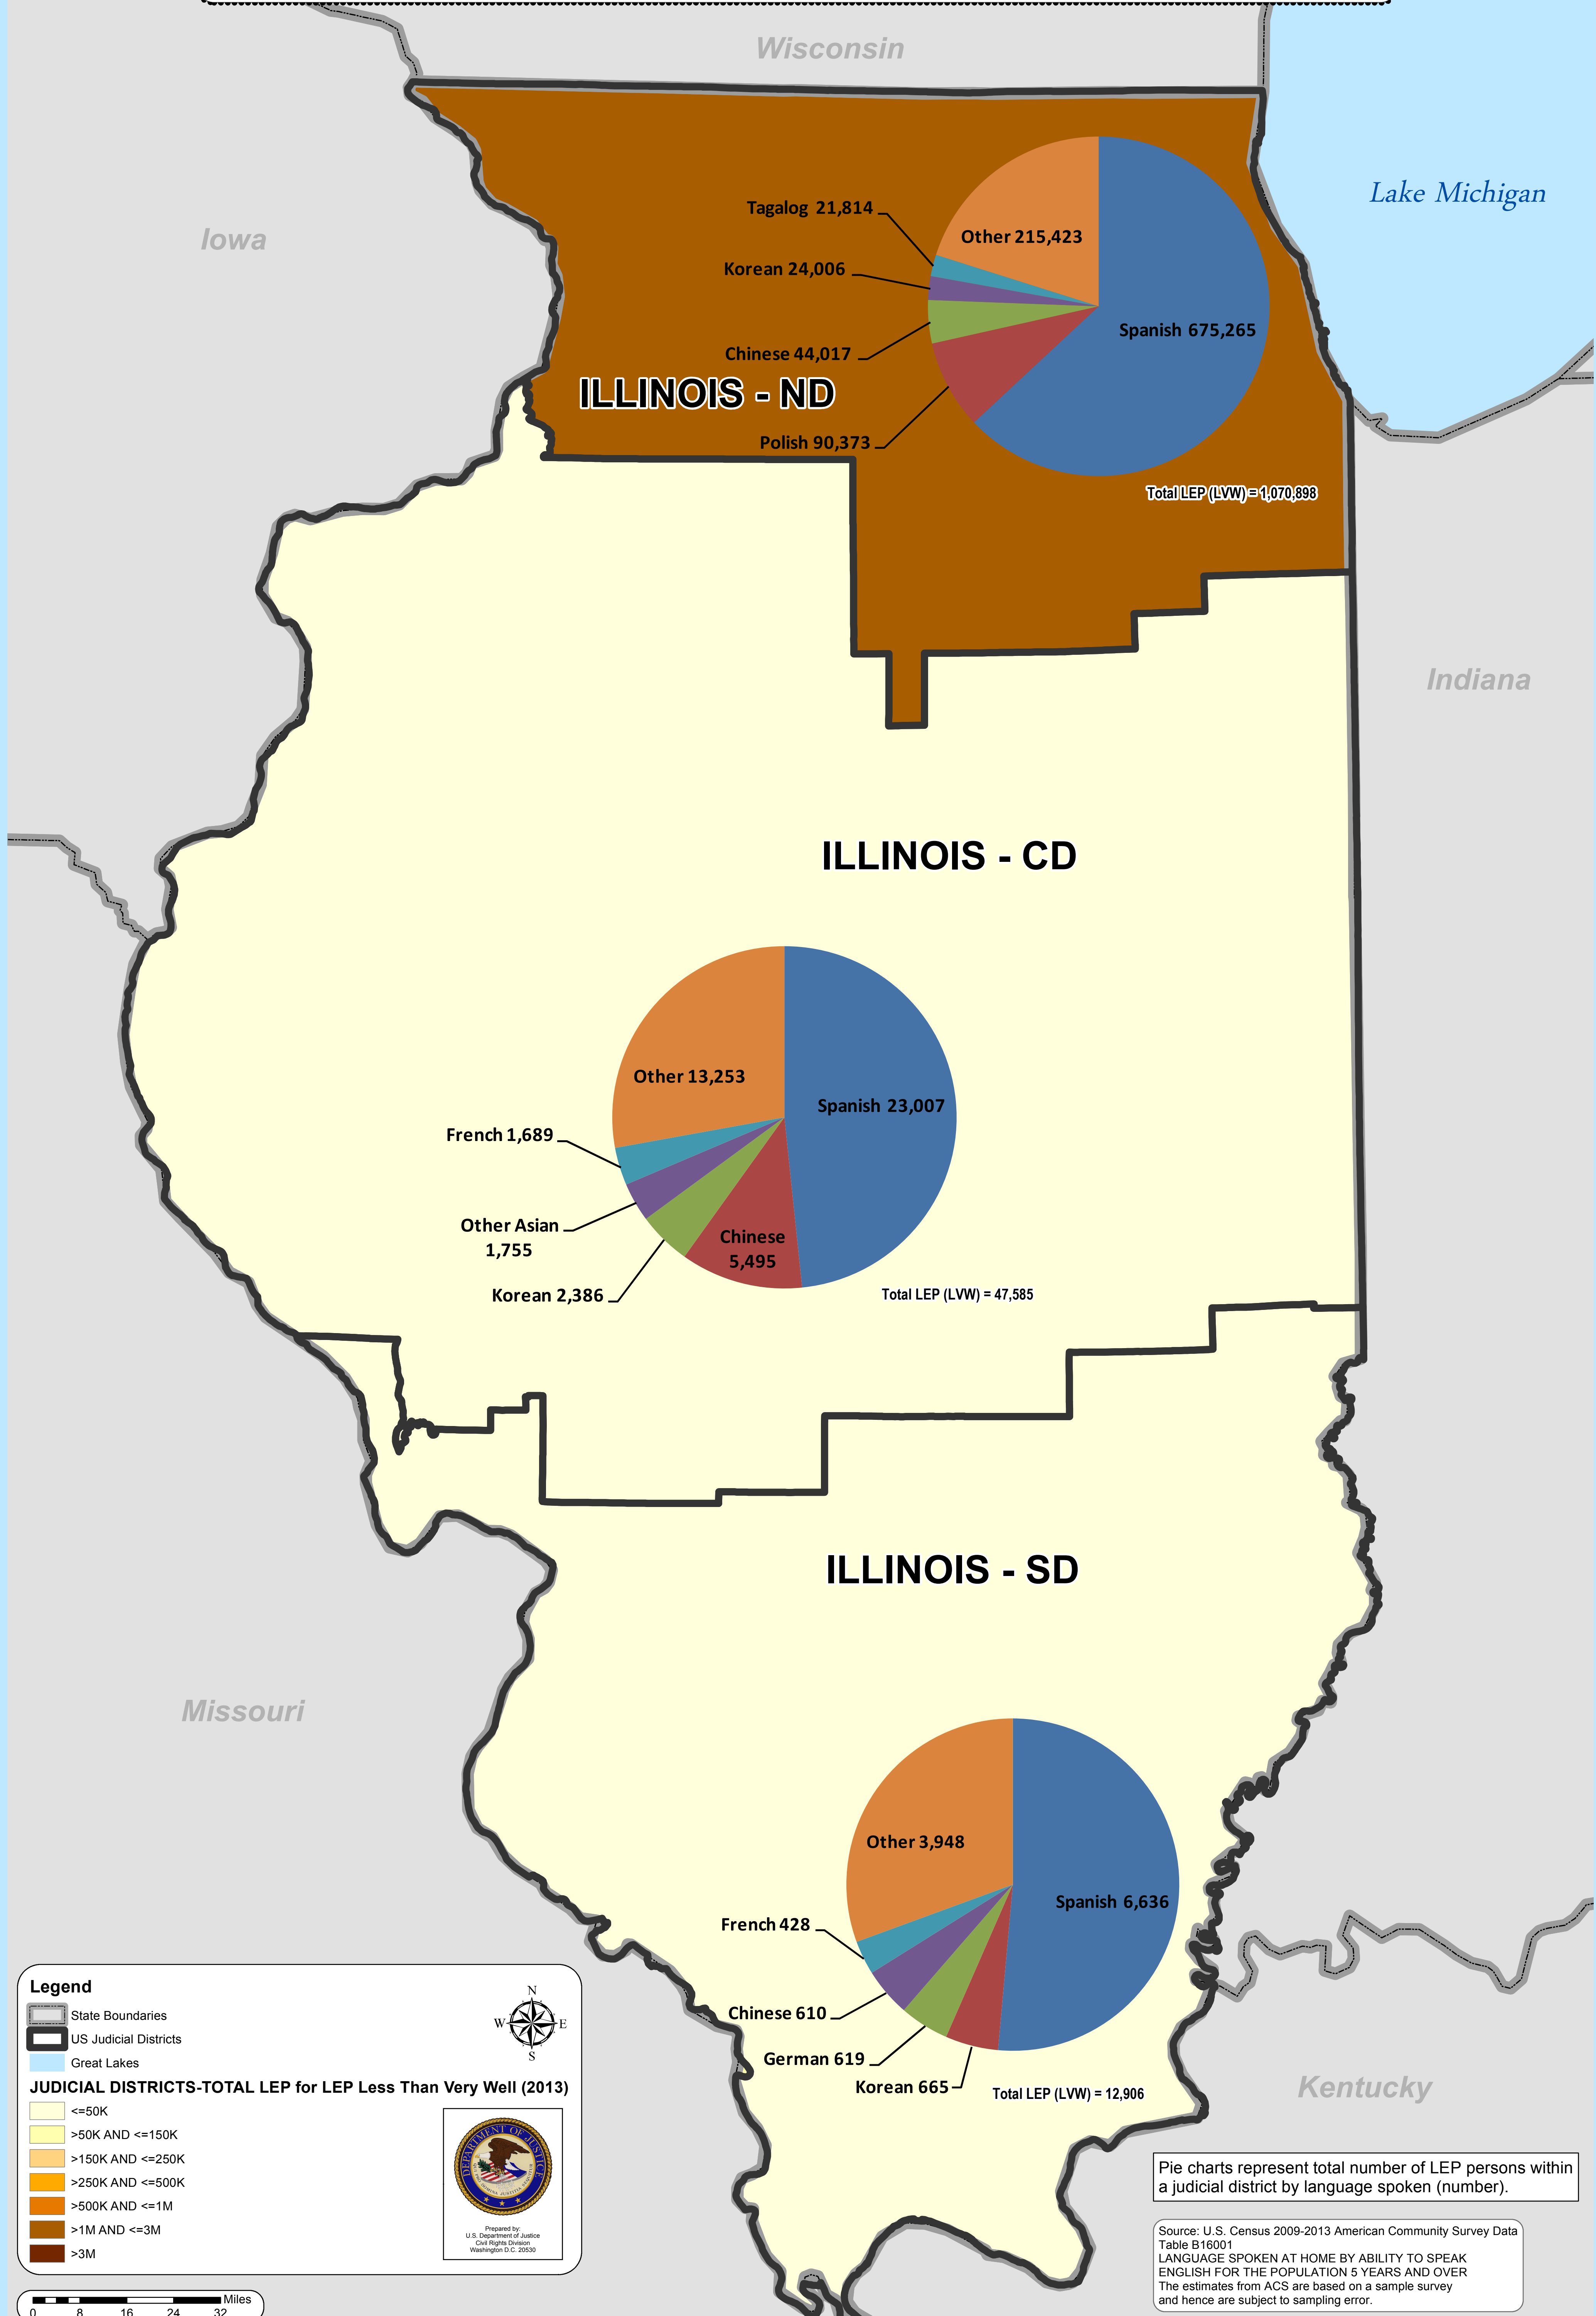 Wisconsin
Lake Michigan
Iowa
Tagalog 21,814
Other 215,423
Korean 24,006
Spanish 675,265
Chinese 44,017
ILLINOIS - ND
Polish 90,373
Total LEP (LVW) = 1,070,898
Indiana
ILLINOIS - CD
Other 13,253
Spanish 23,007
French 1,689
Other Asian
1,755
Chinese
5,495
Korean 2,386
Total LEP (LVW) = 47,585
ILLINOIS - SD
Missouri
Other 3,948
Spanish 6,636
French 428
Chinese 610
German 619
Korean 665
Total LEP (LVW) = 12,906
Kentucky
Legend
State Boundaries
US Judicial Districts
Great Lakes
N
W E
S
JUDICIAL DISTRICTS-TOTAL LEP for LEP Less Than Very Well (2013)
<=50K
>50K AND <=150K
>150K AND <=250K
>250K AND <=500K
>500K AND <=1M
>1M AND <=3M
>3M
DEPARTMENT OF JUSTICE
Prepared by:
U.S. Department of Justice
Civil Rights Division
Washington D.C. 20530
Miles
0 8 16 24 32
Pie charts represent total number of LEP persons within
a judicial district by language spoken (number).
Source: U.S. Census 2009-2013 American Community Survey Data
Table B16001
LANGUAGE SPOKEN AT HOME BY ABILITY TO SPEAK
ENGLISH FOR THE POPULATION 5 YEARS AND OVER
The estimates from ACS are based on a sample survey
and hence are subject to sampling error.